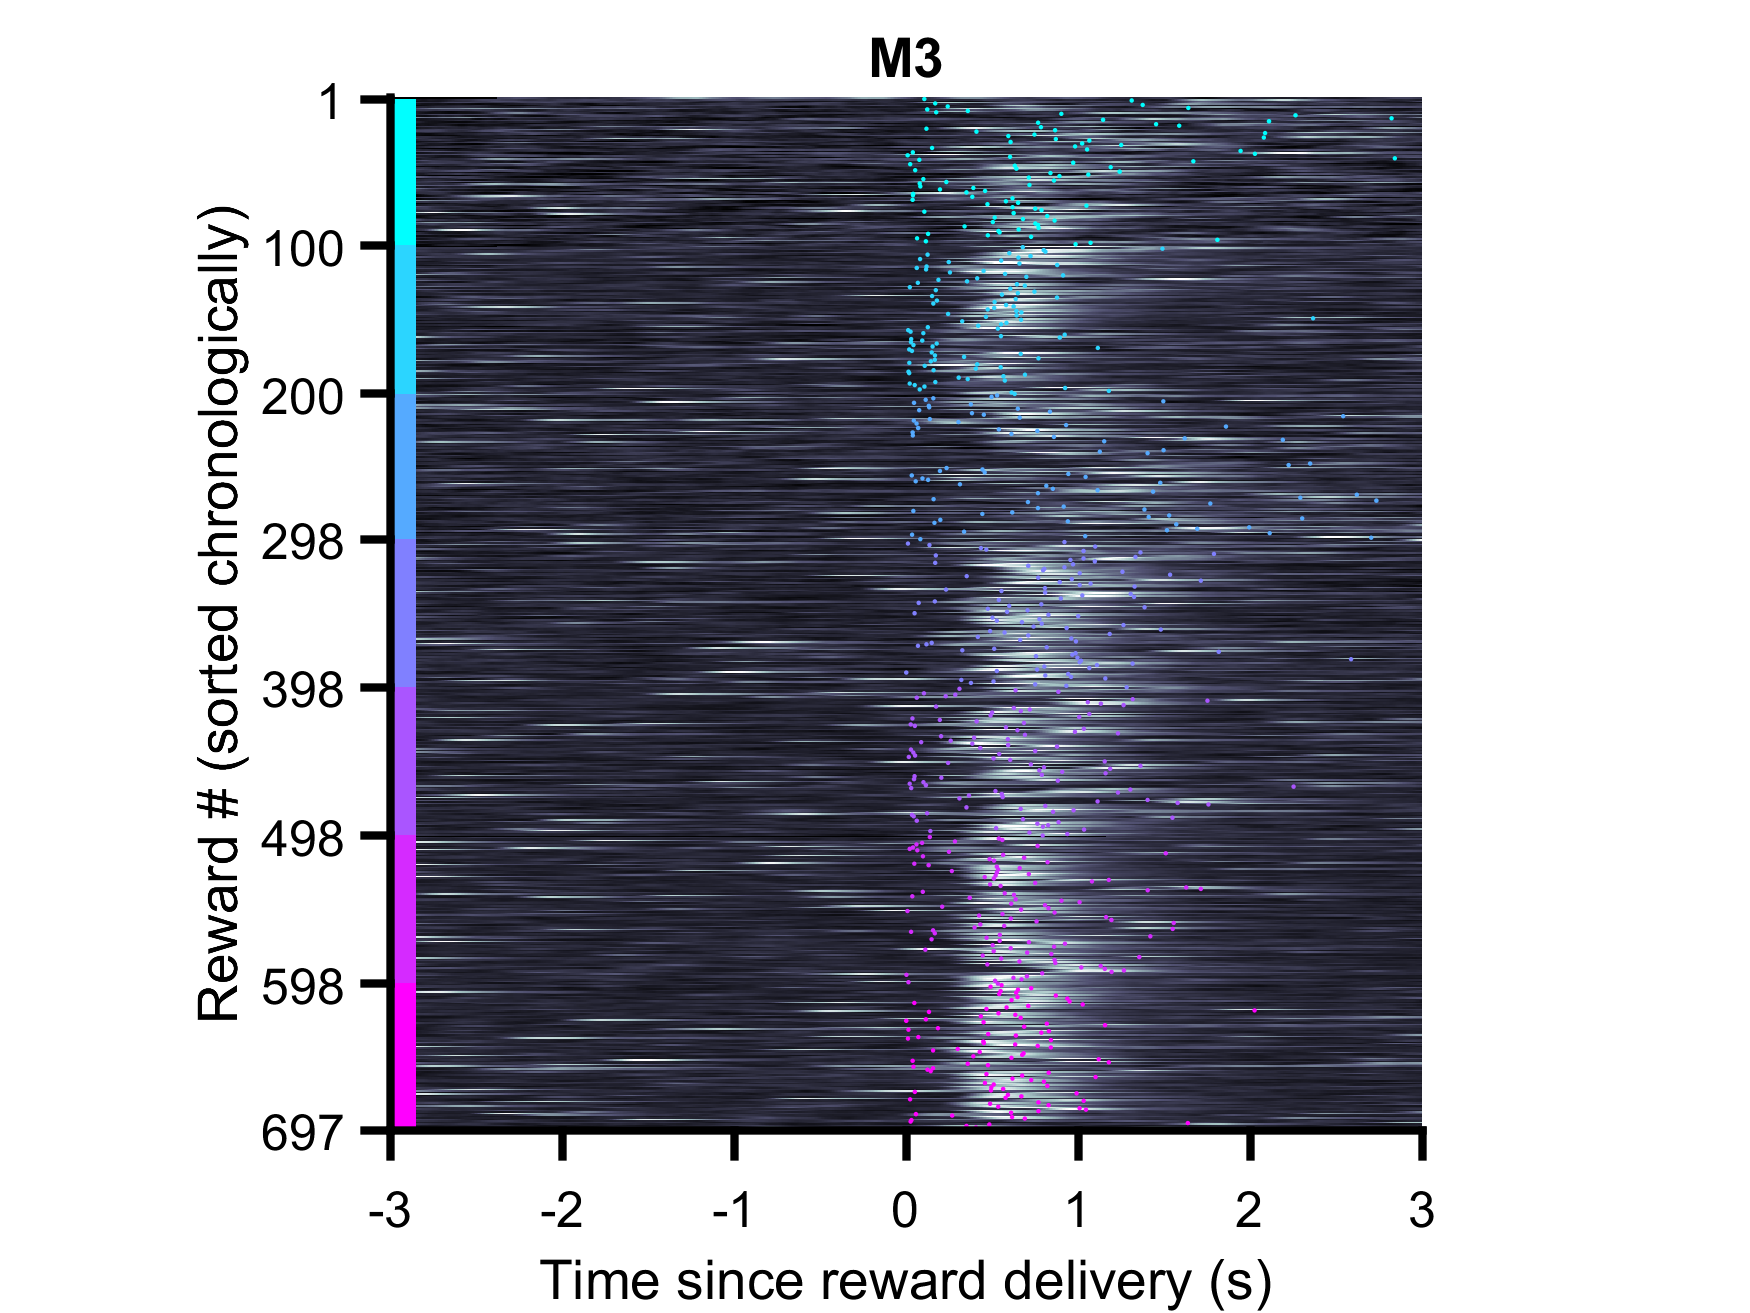 M3
Reward # (sorted chronologically)
1
100
200
298
398
498
598
697
-3 -2 -1 0 1 2 3
Time since reward delivery (s)